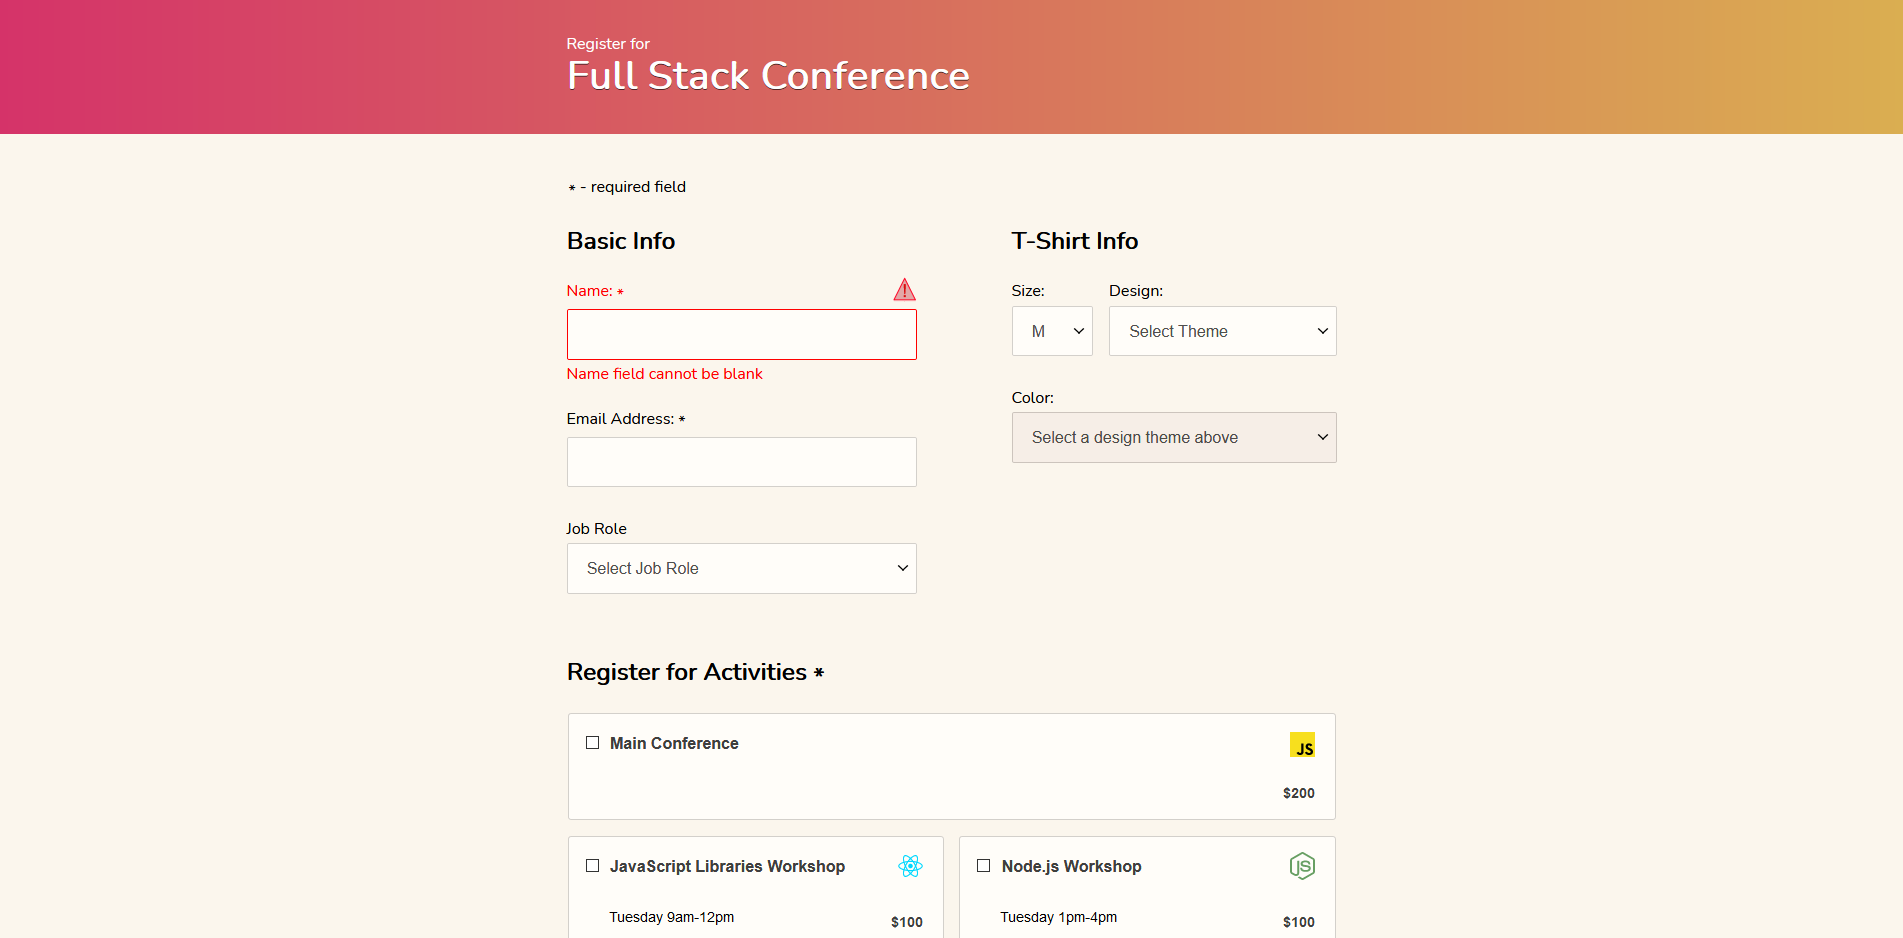 Register for
Full Stack Conference
* - required field
Basic Info
Name: *
Name field cannot be blank
Email Address: *
Job Role
Select Job Role
T-Shirt Info
Size:
Design:
M
Select Theme
Color:
Select a design theme above
Register for Activities *
Main Conference
JS
$200
JavaScript Libraries Workshop
Tuesday 9am-12pm
$100
Node.js Workshop
JS
Tuesday 1pm-4pm
$100